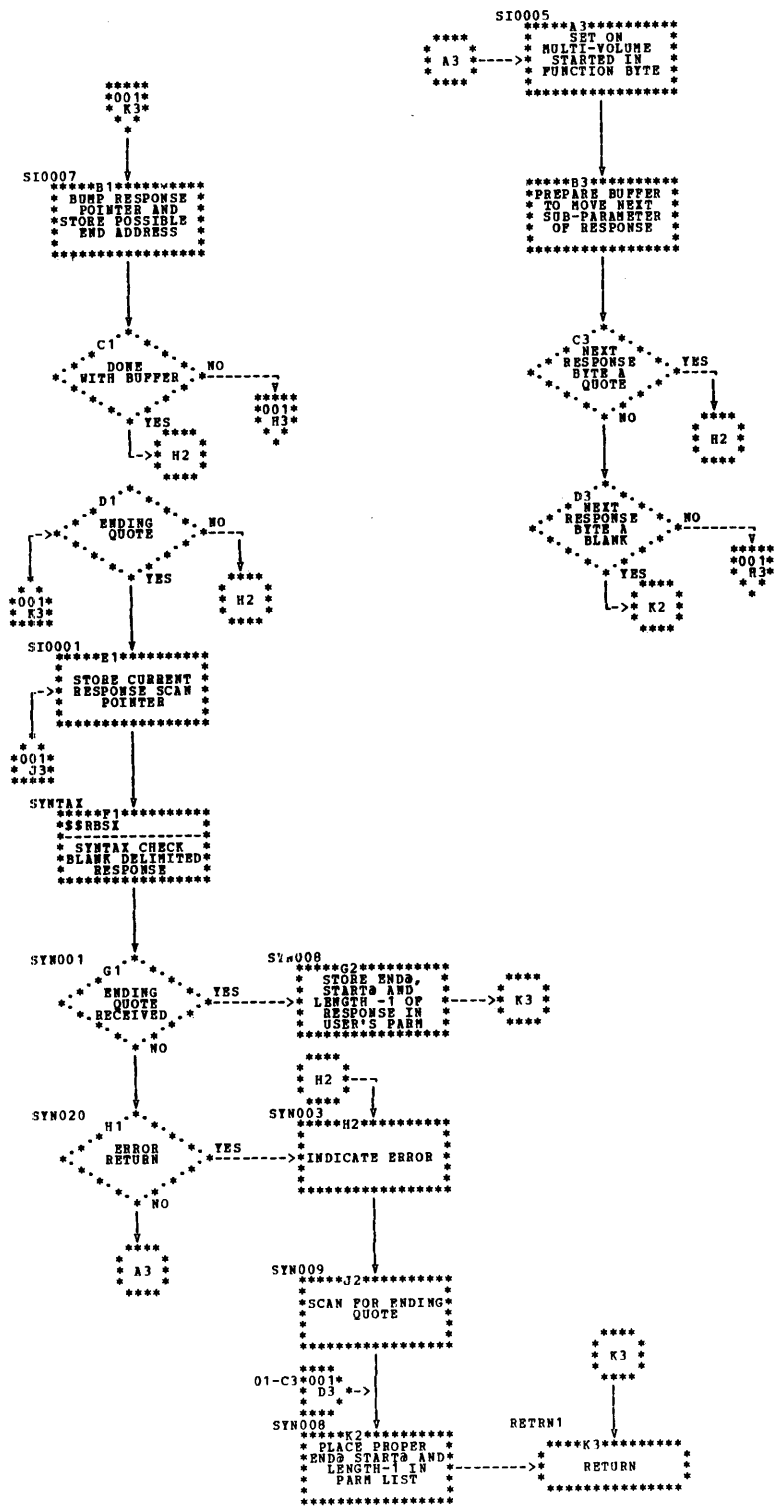 SI0005
A3
SET ON
MULTI-VOLUME
STARTED IN
FUNCTION BYTE
A3
001
K3
SI0007
B1
BUMP RESPONSE
POINTER AND
STORE POSSIBLE
END ADDRESS
B3
PREPARE BUFFER
TO MOVE NEXT
SUB-PARAMETER
OF RESPONSE
C1
DONE
WITH BUFFER
NO
001
H3
YES
H2
C3
NEXT
RESPONSE
BYTE A
QUOTE
YES
H2
NO
D1
ENDING
QUOTE
NO
H2
YES
001
K3
D3
NEXT
RESPONSE
BYTE A
BLANK
NO
001
H3
YES
K2
SI0001
E1
STORE CURRENT
RESPONSE SCAN
POINTER
001
J3
SYNTAX
F1
$$RBSX
SYNTAX CHECK
BLANK DELIMITED
RESPONSE
SYN001
G1
ENDING
QUOTE
RECEIVED
YES
NO
SYN008
G2
STORE END@,
START@ AND
LENGTH -1 OF
RESPONSE IN
USER'S PARM
K3
H2
SYN020
H1
ERROR
RETURN
YES
NO
A3
SYN003
H2
INDICATE ERROR
SYN009
J2
SCAN FOR ENDING
QUOTE
K3
01-C3
001
D3
SYN008
K2
PLACE PROPER
END@ START@ AND
LENGTH-1 IN
PARM LIST
RETRN1
K3
RETURN